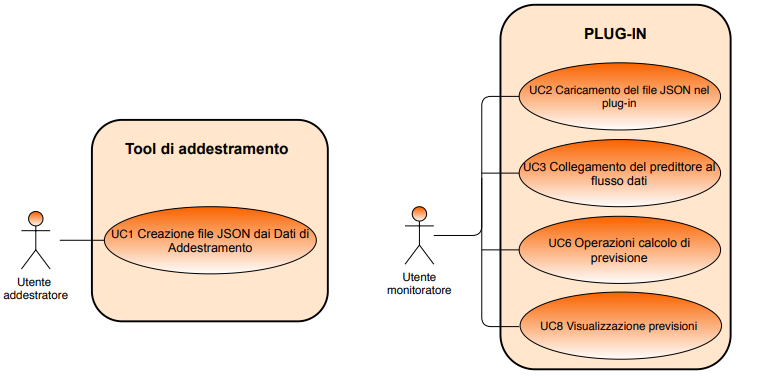 Tool di addestramento
UC1 Creazione file JSON dai Dati di
Addestramento
Utente
addestratore
PLUG-IN
UC2 Caricamento del file JSON nel
plug-in
UC3 Collegamento del predittore al
flusso dati
UC6 Operazioni calcolo di
previsione
UC8 Visualizzazione previsioni
Utente
monitoratore